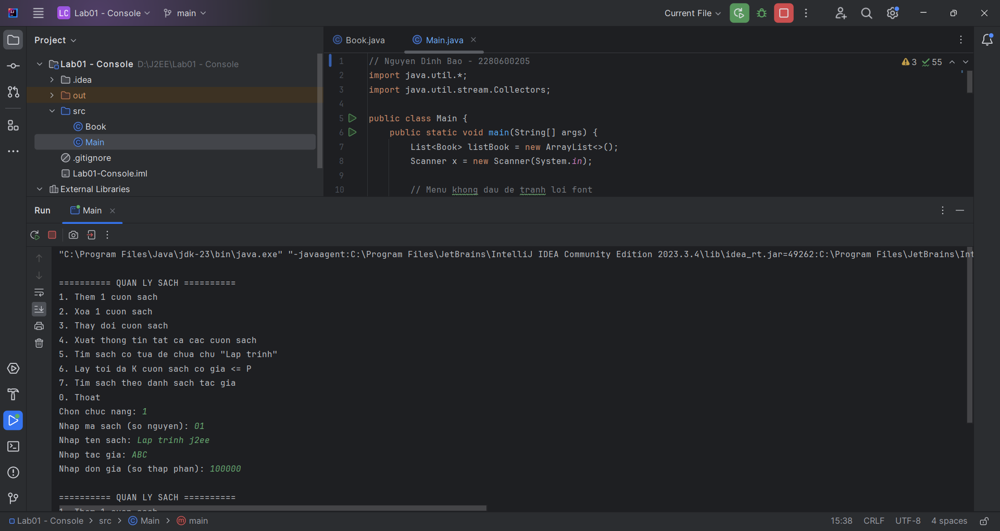 LC Lab01 - Console
main
Current File
Project
Book.java
Main.java
Lab01 - Console D:\J2EE\Lab01 - Console
.idea
out
src
Book
Main
.gitignore
Lab01-Console.iml
External Libraries
3 55
1 // Nguyen Dinh Bao - 2280600205
2 import java.util.*;
3 import java.util.stream.Collectors;
4
5 public class Main {
6 public static void main(String[] args) {
7 List<Book> listBook = new ArrayList<>();
8 Scanner x = new Scanner(System.in);
9
10 // Menu khong dau de tranh loi font
Run
Main
"C:\Program Files\Java\jdk-23\bin\java.exe" "-javaagent:C:\Program Files\JetBrains\IntelliJ IDEA Community Edition 2023.3.4\lib\idea_rt.jar=49262:C:\Program Files\JetBrains\Int
========== QUAN LY SACH ==========
1. Them 1 cuon sach
2. Xoa 1 cuon sach
3. Thay doi cuon sach
4. Xuat thong tin tat ca cac cuon sach
5. Tim sach co tua de chua chu "Lap trinh"
6. Lay toi da K cuon sach co gia <= P
7. Tim sach theo danh sach tac gia
0. Thoat
Chon chuc nang: 1
Nhap ma sach (so nguyen): 01
Nhap ten sach: Lap trinh j2ee
Nhap tac gia: ABC
Nhap don gia (so thap phan): 100000
========== QUAN LY SACH ==========
1. Them 1 cuon sach
Lab01 - Console > src > Main > main
15:38 CRLF UTF-8 4 spaces